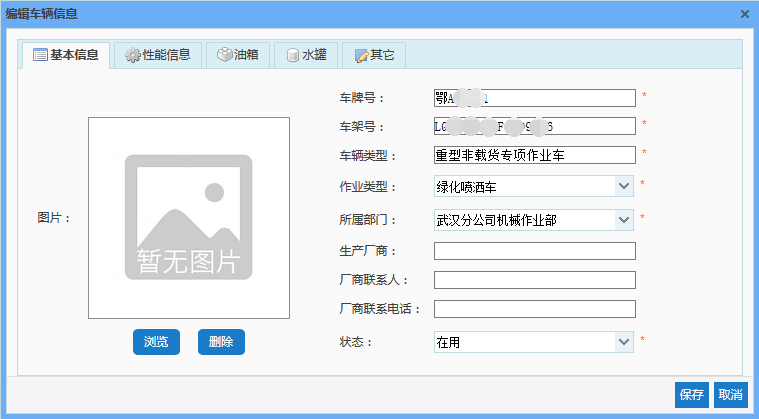 编辑车辆信息
基本信息 性能信息 油箱 水罐 其它
车牌号：鄂A 1 *
车架号：L *
车辆类型：重型非载货专项作业车 *
作业类型：绿化喷洒车 *
图片：
暂无图片
所属部门：武汉分公司机械作业部 *
生产厂商：
厂商联系人：
厂商联系电话：
状态：在用 *
浏览 删除
保存 取消